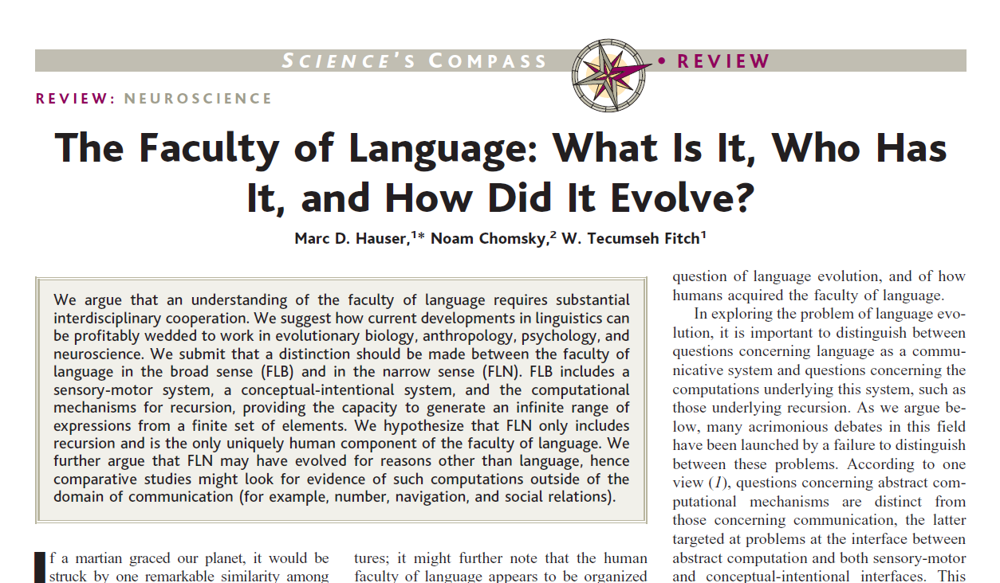 SCIENCE'S COMPASS • REVIEW
REVIEW: NEUROSCIENCE
The Faculty of Language: What Is It, Who Has
It, and How Did It Evolve?
Marc D. Hauser,¹* Noam Chomsky,² W. Tecumseh Fitch¹
We argue that an understanding of the faculty of language requires substantial
interdisciplinary cooperation. We suggest how current developments in linguistics can
be profitably wedded to work in evolutionary biology, anthropology, psychology, and
neuroscience. We submit that a distinction should be made between the faculty of
language in the broad sense (FLB) and in the narrow sense (FLN). FLB includes a
sensory-motor system, a conceptual-intentional system, and the computational
mechanisms for recursion, providing the capacity to generate an infinite range of
expressions from a finite set of elements. We hypothesize that FLN only includes
recursion and is the only uniquely human component of the faculty of language. We
further argue that FLN may have evolved for reasons other than language, hence
comparative studies might look for evidence of such computations outside of the
domain of communication (for example, number, navigation, and social relations).
If a martian graced our planet, it would be
struck by one remarkable similarity among
tures; it might further note that the human
faculty of language appears to be organized
question of language evolution, and of how
humans acquired the faculty of language.
In exploring the problem of language evo-
lution, it is important to distinguish between
questions concerning language as a commu-
nicative system and questions concerning the
computations underlying this system, such as
those underlying recursion. As we argue be-
low, many acrimonious debates in this field
have been launched by a failure to distinguish
between these problems. According to one
view (1), questions concerning abstract com-
putational mechanisms are distinct from
those concerning communication, the latter
targeted at problems at the interface between
abstract computation and both sensory-motor
and conceptual-intentional interfaces. This